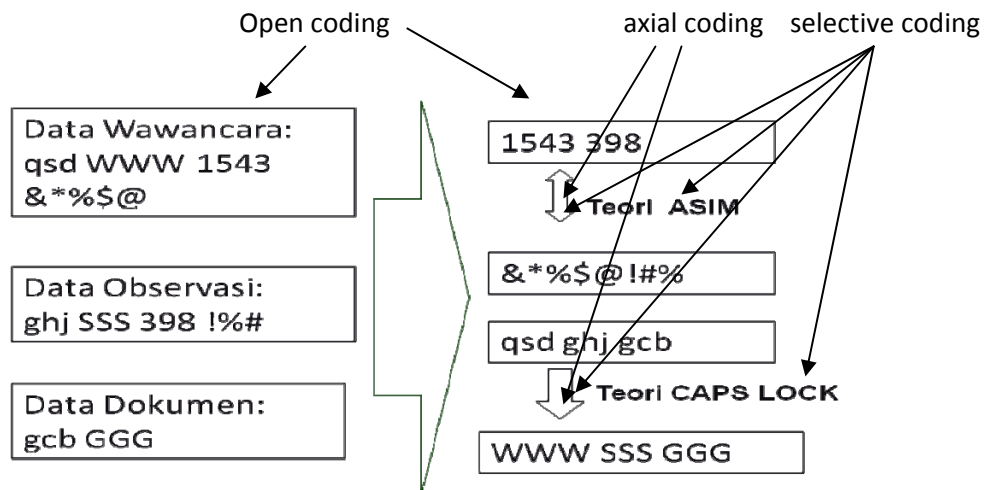 Open coding
axial coding
selective coding
Data Wawancara:
qsd WWW 1543
&*%$@
Data Observasi:
ghj SSS 398 !%#
Data Dokumen:
gcb GGG
1543 398
Teori ASIM
&*%$@!#%
qsd ghj gcb
Teori CAPS LOCK
WWW SSS GGG